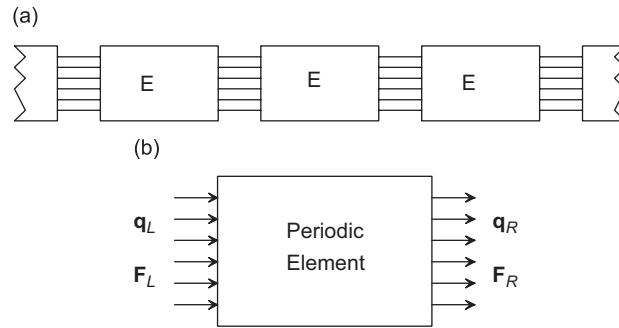 (a)
E E E
(b)
q_L Periodic Element q_R
F_L F_R